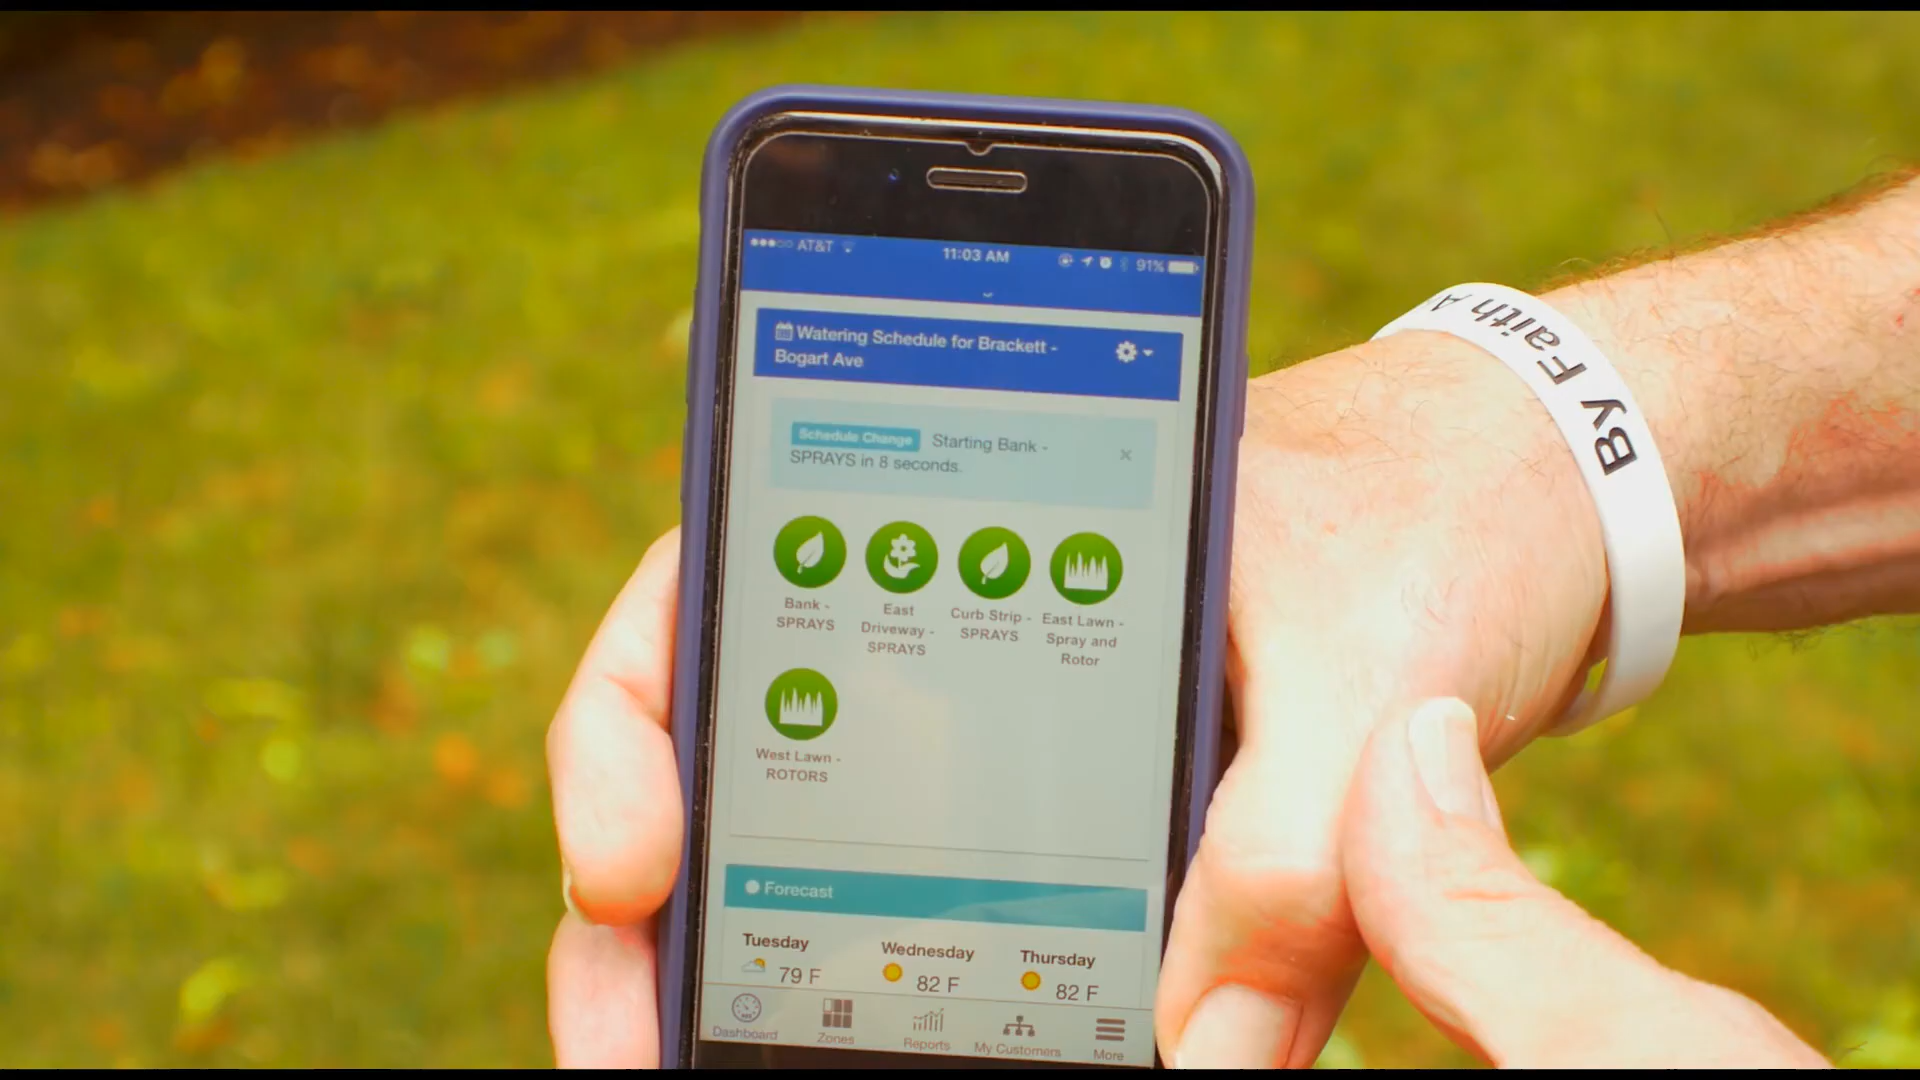 AT&T
11:03 AM
91%
Watering Schedule for Brackett -
Bogart Ave
Schedule Change Starting Bank -
SPRAYS in 8 seconds.
×
Bank -
SPRAYS
East
Driveway -
SPRAYS
Curb Strip -
SPRAYS
East Lawn -
Spray and
Rotor
West Lawn -
ROTORS
Forecast
Tuesday
79 F
Wednesday
82 F
Thursday
82 F
Dashboard
Zones
Reports
My Customers
More
By Faith